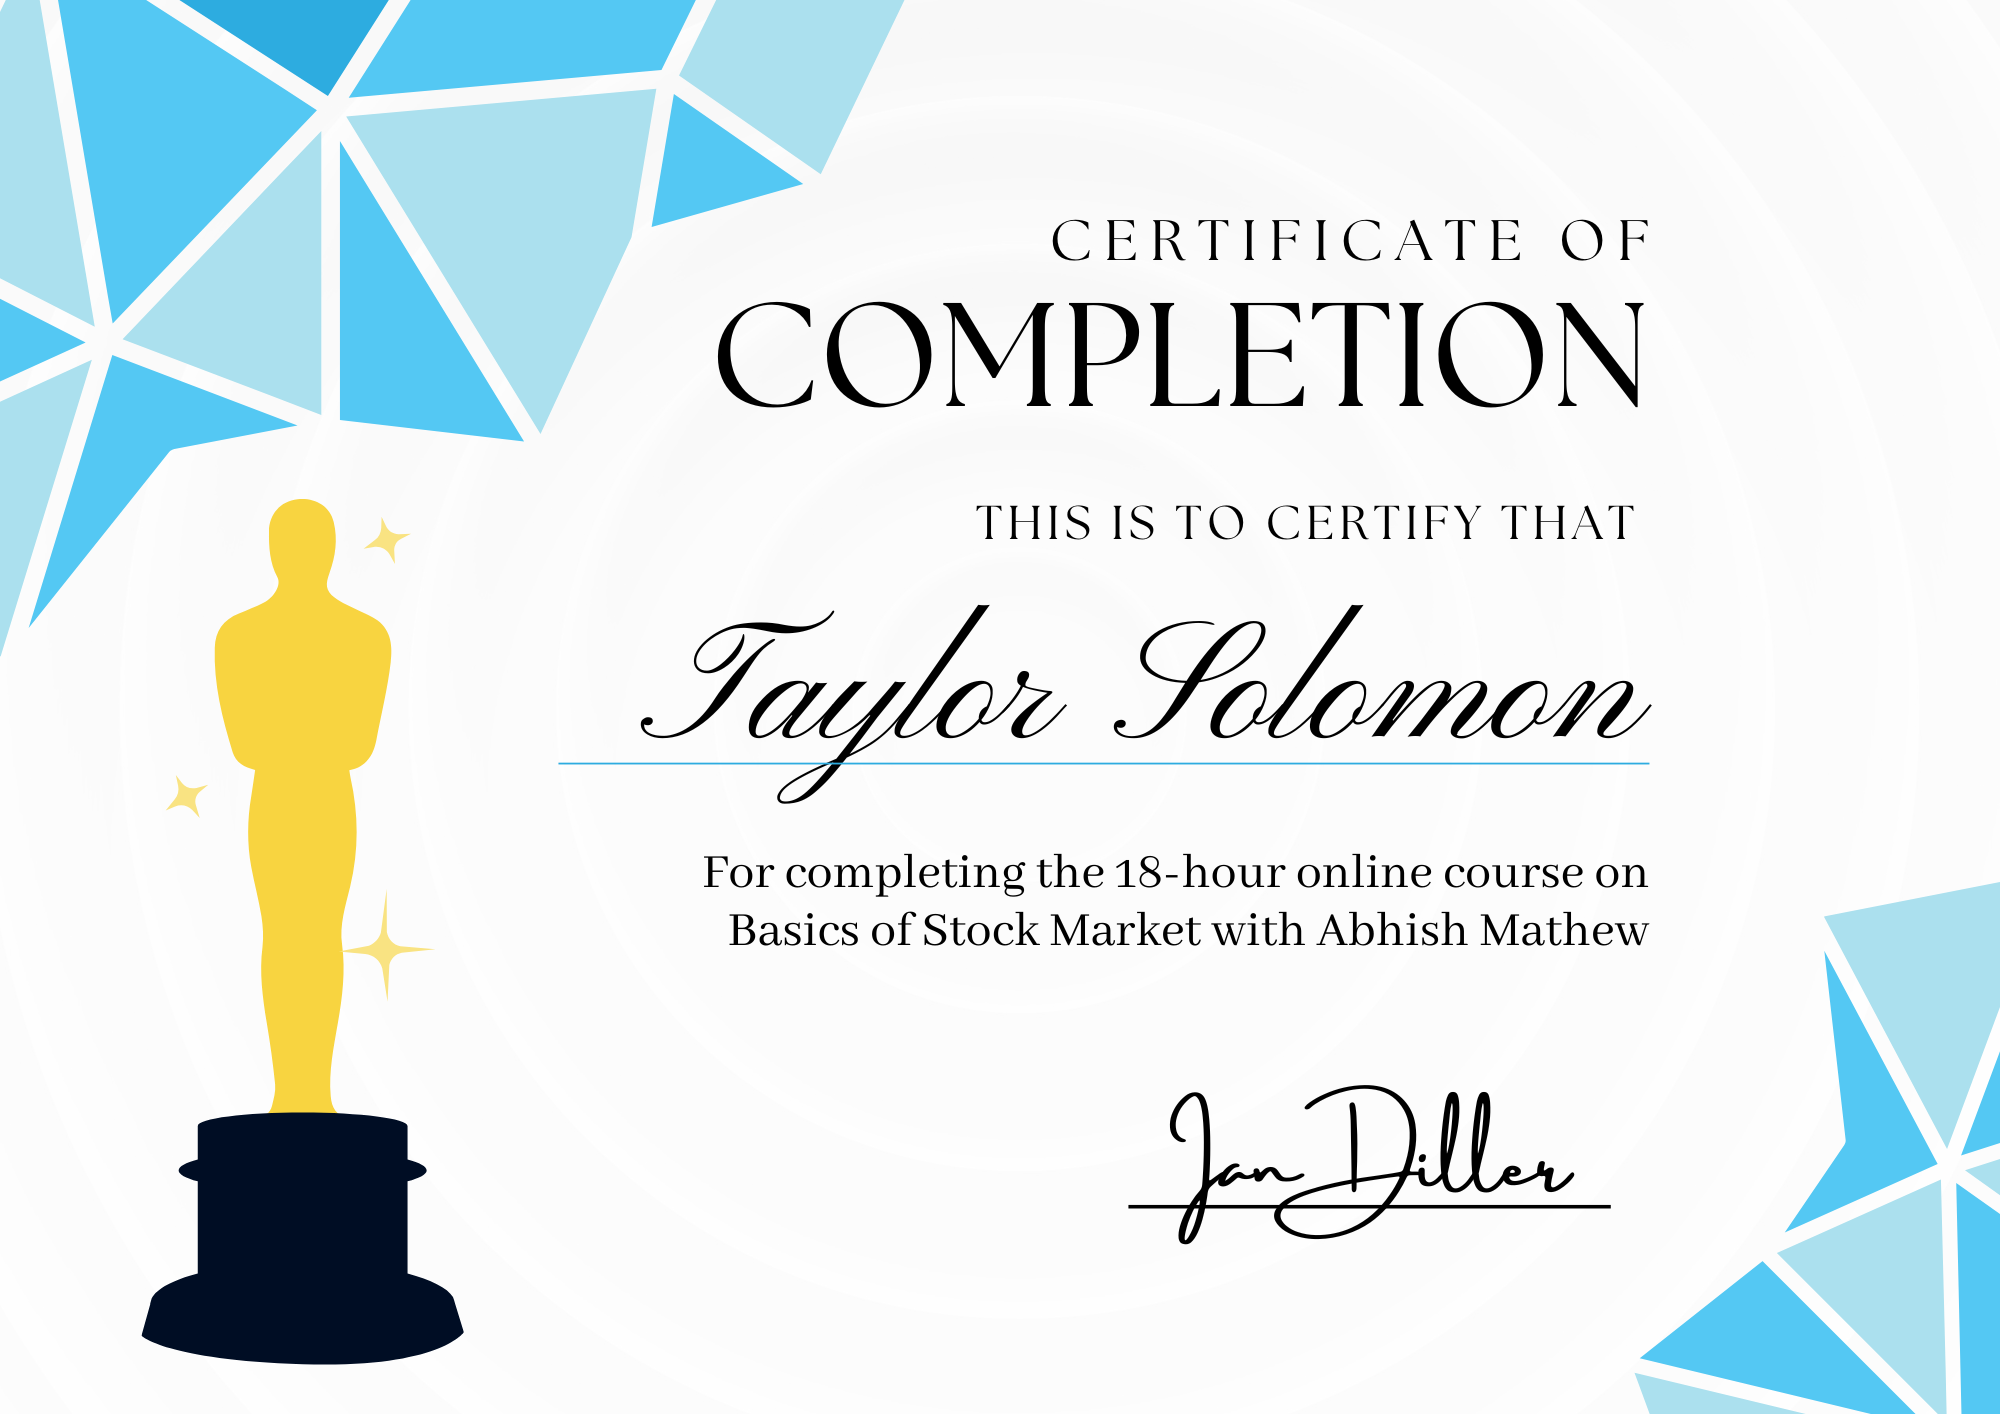 CERTIFICATE OF
COMPLETION
THIS IS TO CERTIFY THAT
Taylor Solomon
For completing the 18-hour online course on
Basics of Stock Market with Abhish Mathew
Jan Diller